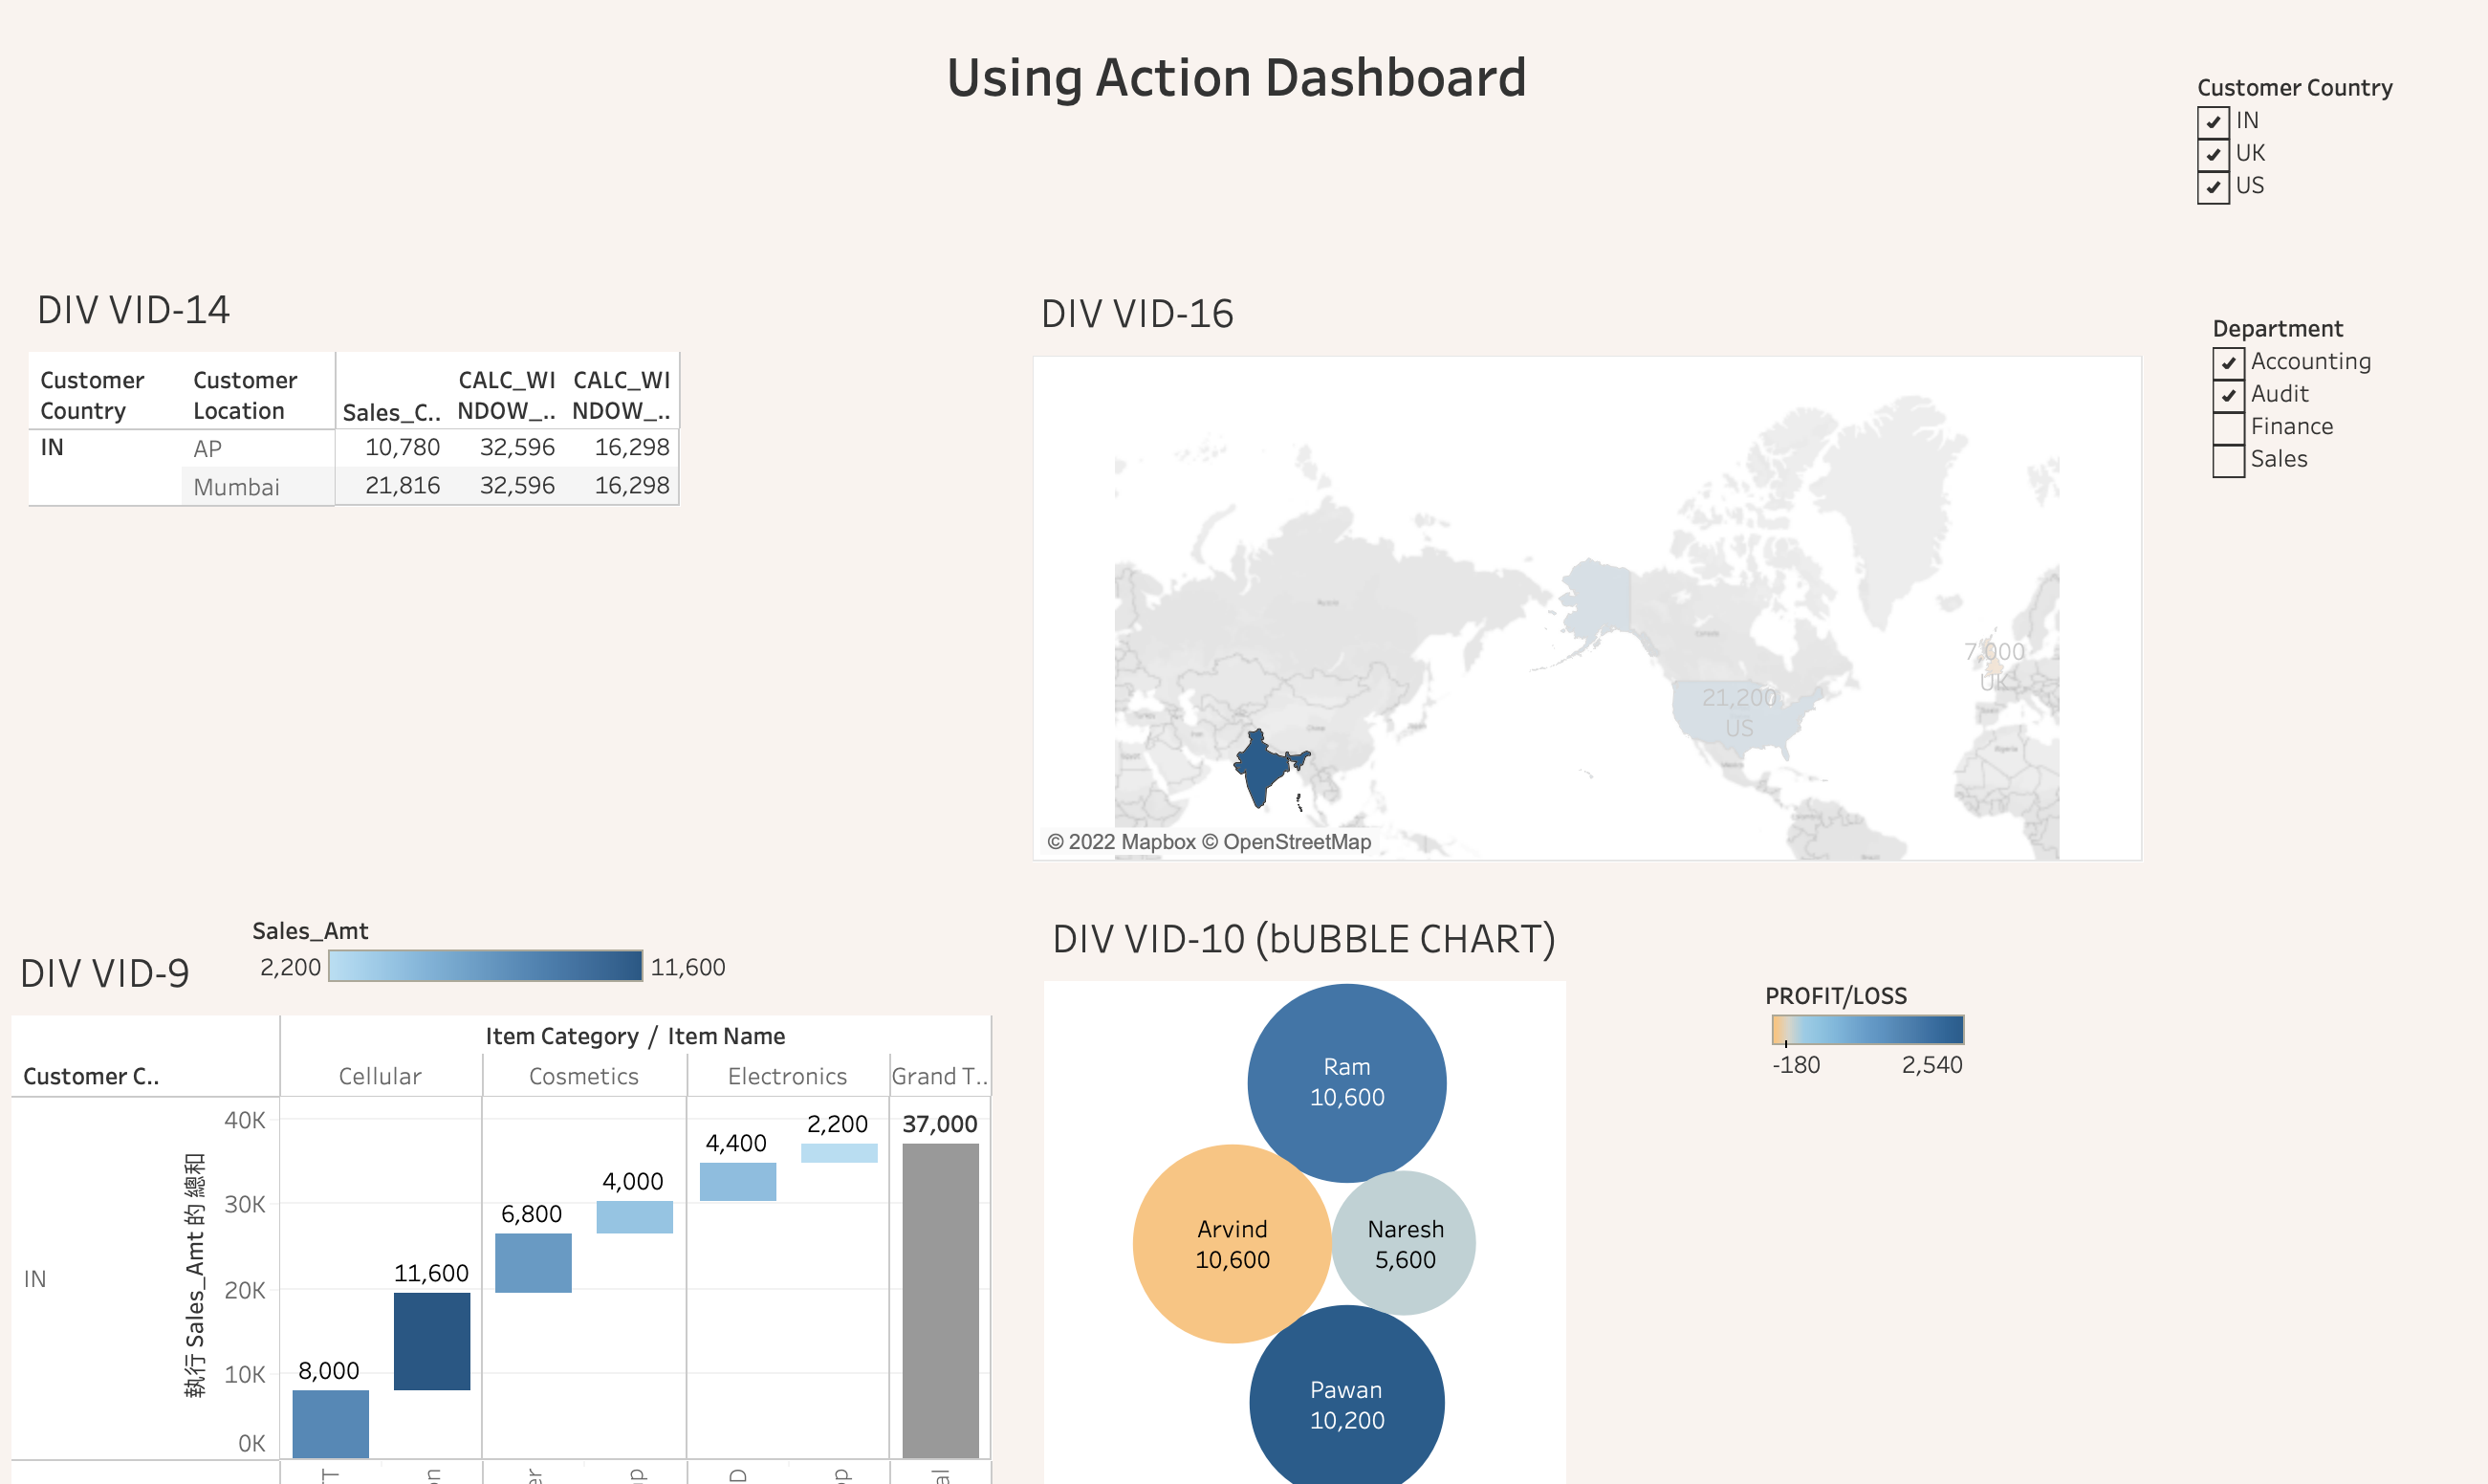 Using Action Dashboard
Customer Country
IN
UK
US
DIV VID-14
Customer Country
Customer Location
Sales_C..
CALC_WI
NDOW_..
CALC_WI
NDOW_..
IN
AP
10,780
32,596
16,298
Mumbai
21,816
32,596
16,298
DIV VID-16
7,000
UK
21,200
US
© 2022 Mapbox © OpenStreetMap
Department
Accounting
Audit
Finance
Sales
Sales_Amt
2,200
11,600
DIV VID-9
Item Category / Item Name
Customer C..
Cellular
Cosmetics
Electronics
Grand T..
IN
執行 Sales_Amt 的 總和
40K
30K
20K
10K
0K
8,000
11,600
6,800
4,000
4,400
2,200
37,000
DIV VID-10 (bUBBLE CHART)
Ram
10,600
Arvind
10,600
Naresh
5,600
Pawan
10,200
PROFIT/LOSS
-180
2,540